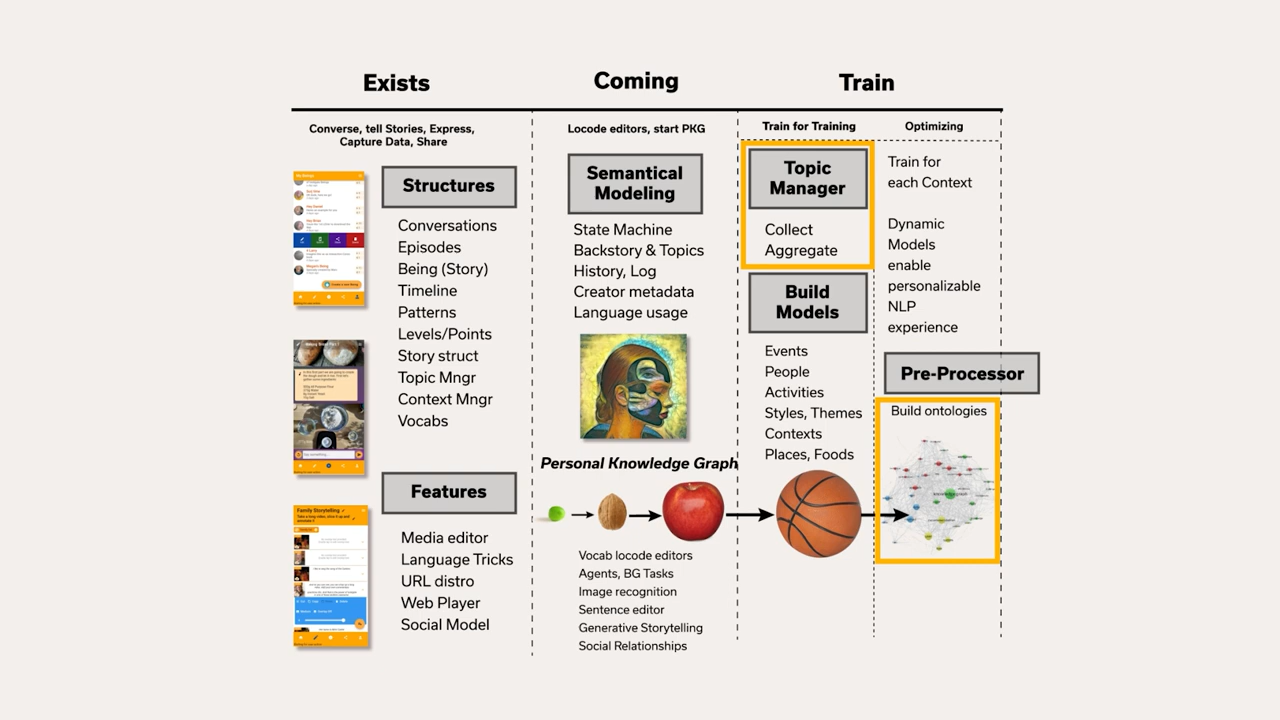 Exists
Coming
Train
Converse, tell Stories, Express,
Capture Data, Share
Locode editors, start PKG
Train for Training
Optimizing
Structures
Conversations
Episodes
Being (Story)
Timeline
Patterns
Levels/Points
Story struct
Topic Mngr
Context Mngr
Vocabs
Features
Media editor
Language Tricks
URL distro
Web Player
Social Model
Semantical
Modeling
State Machine
Backstory & Topics
History, Log
Creator metadata
Language usage
Personal Knowledge Graph
Vocab locode editors
Agents, BG Tasks
Image recognition
Sentence editor
Generative Storytelling
Social Relationships
Topic
Manager
Collect
Aggregate
Build
Models
Events
People
Activities
Styles, Themes
Contexts
Places, Foods
Train for
each Context
Dynamic
Models
enable
personalizable
NLP
experience
Pre-Processor
Build ontologies
Family Storytelling